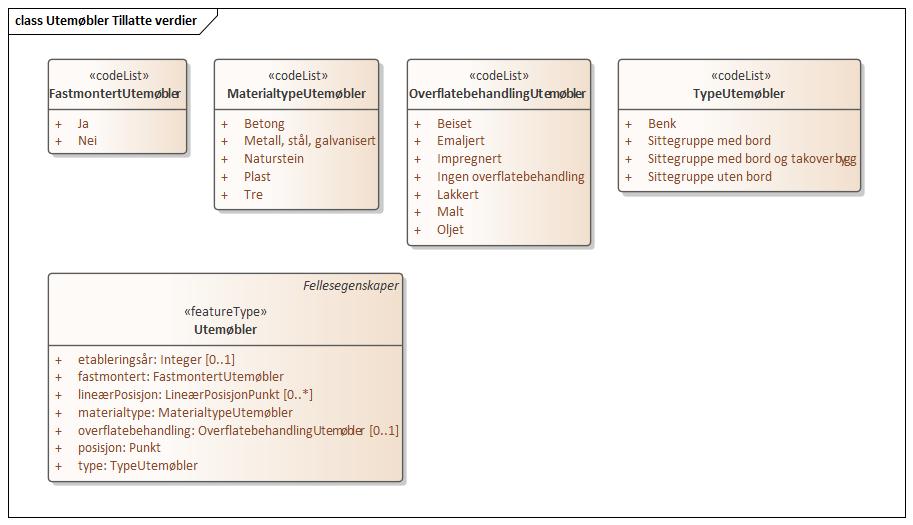 class Utemøbler Tillatte verdier
«codeList»
FastmontertUtemøbler
+ Ja
+ Nei
«codeList»
MaterialtypeUtemøbler
+ Betong
+ Metall, stål, galvanisert
+ Naturstein
+ Plast
+ Tre
«codeList»
OverflatebehandlingUtemøbler
+ Beiset
+ Emaljert
+ Impregnert
+ Ingen overflatebehandling
+ Lakkert
+ Malt
+ Oljet
«codeList»
TypeUtemøbler
+ Benk
+ Sittegruppe med bord
+ Sittegruppe med bord og takoverbygg
+ Sittegruppe uten bord
Fellesegenskaper
«featureType»
Utemøbler
+ etableringsår: Integer [0..1]
+ fastmontert: FastmontertUtemøbler
+ lineærPosisjon: LineærPosisjonPunkt [0..*]
+ materialtype: MaterialtypeUtemøbler
+ overflatebehandling: OverflatebehandlingUtemøbler [0..1]
+ posisjon: Punkt
+ type: TypeUtemøbler